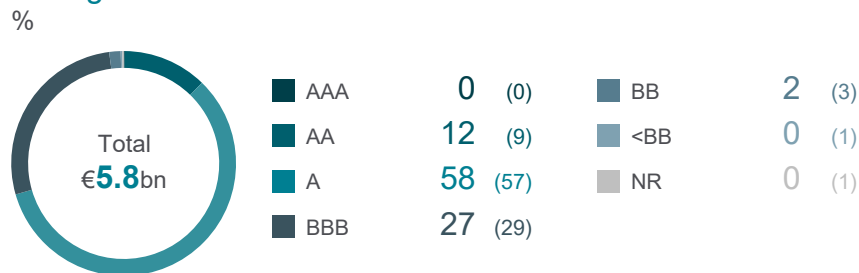 %
Total
€5.8bn
AAA 0 (0)
AA 12 (9)
A 58 (57)
BBB 27 (29)
BB 2 (3)
<BB 0 (1)
NR 0 (1)